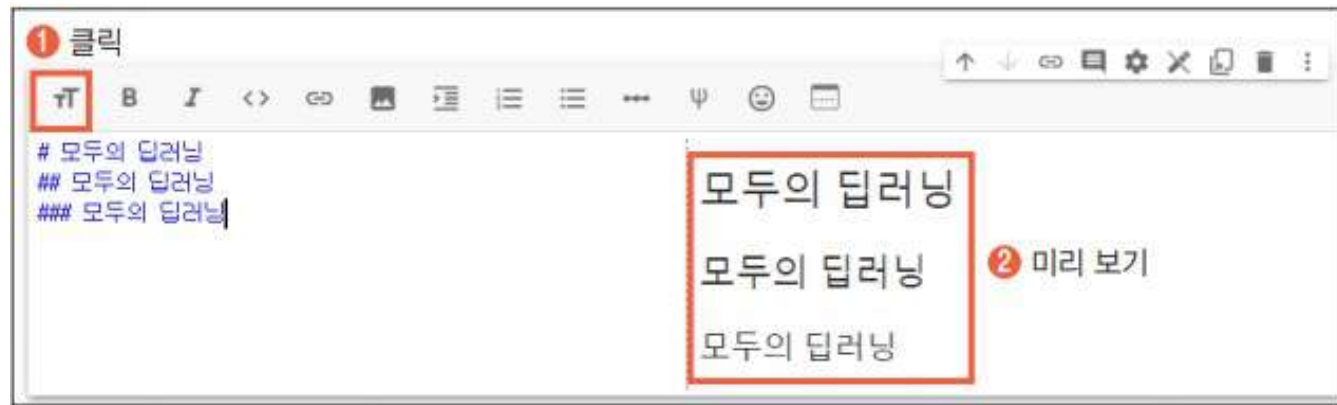 1 클릭
# 모두의 딥러닝
## 모두의 딥러닝
### 모두의 딥러닝
모두의 딥러닝
모두의 딥러닝
모두의 딥러닝
2 미리 보기